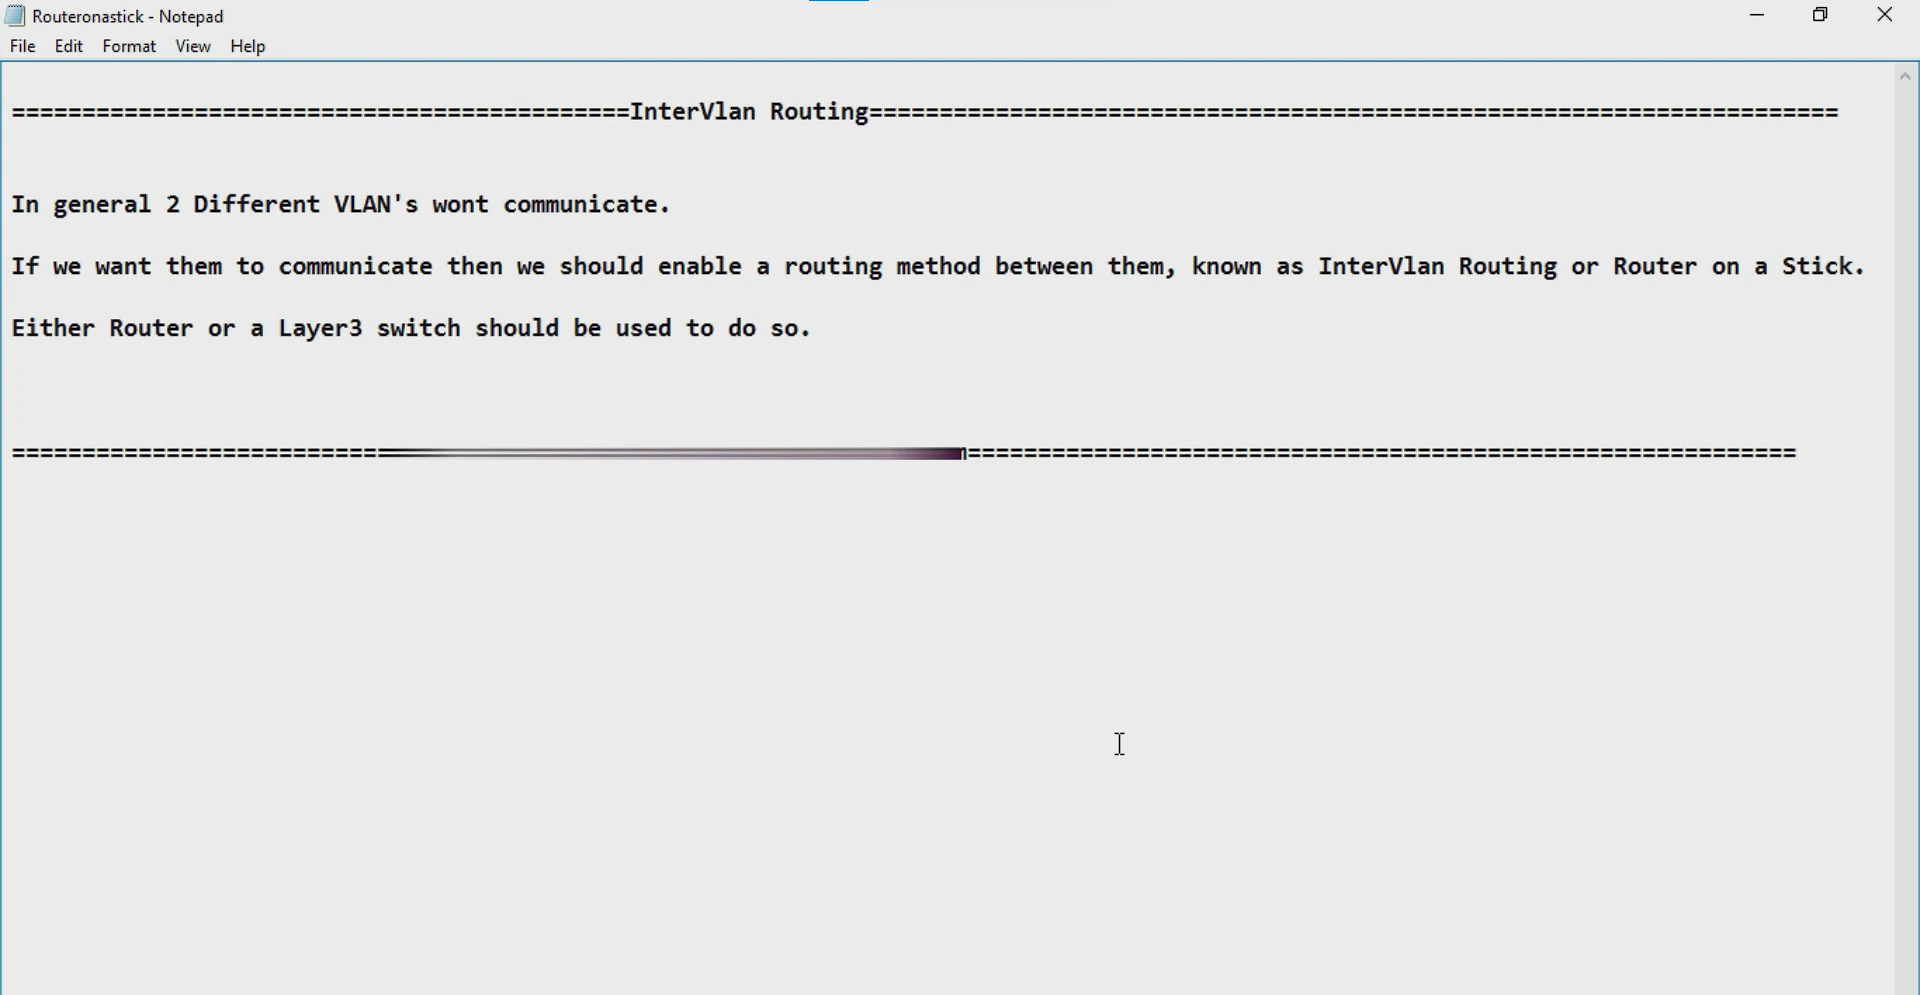 Routeronastick - Notepad
File Edit Format View Help
============================================InterVlan Routing=====================================================================
In general 2 Different VLAN's wont communicate.
If we want them to communicate then we should enable a routing method between them, known as InterVlan Routing or Router on a Stick.
Either Router or a Layer3 switch should be used to do so.